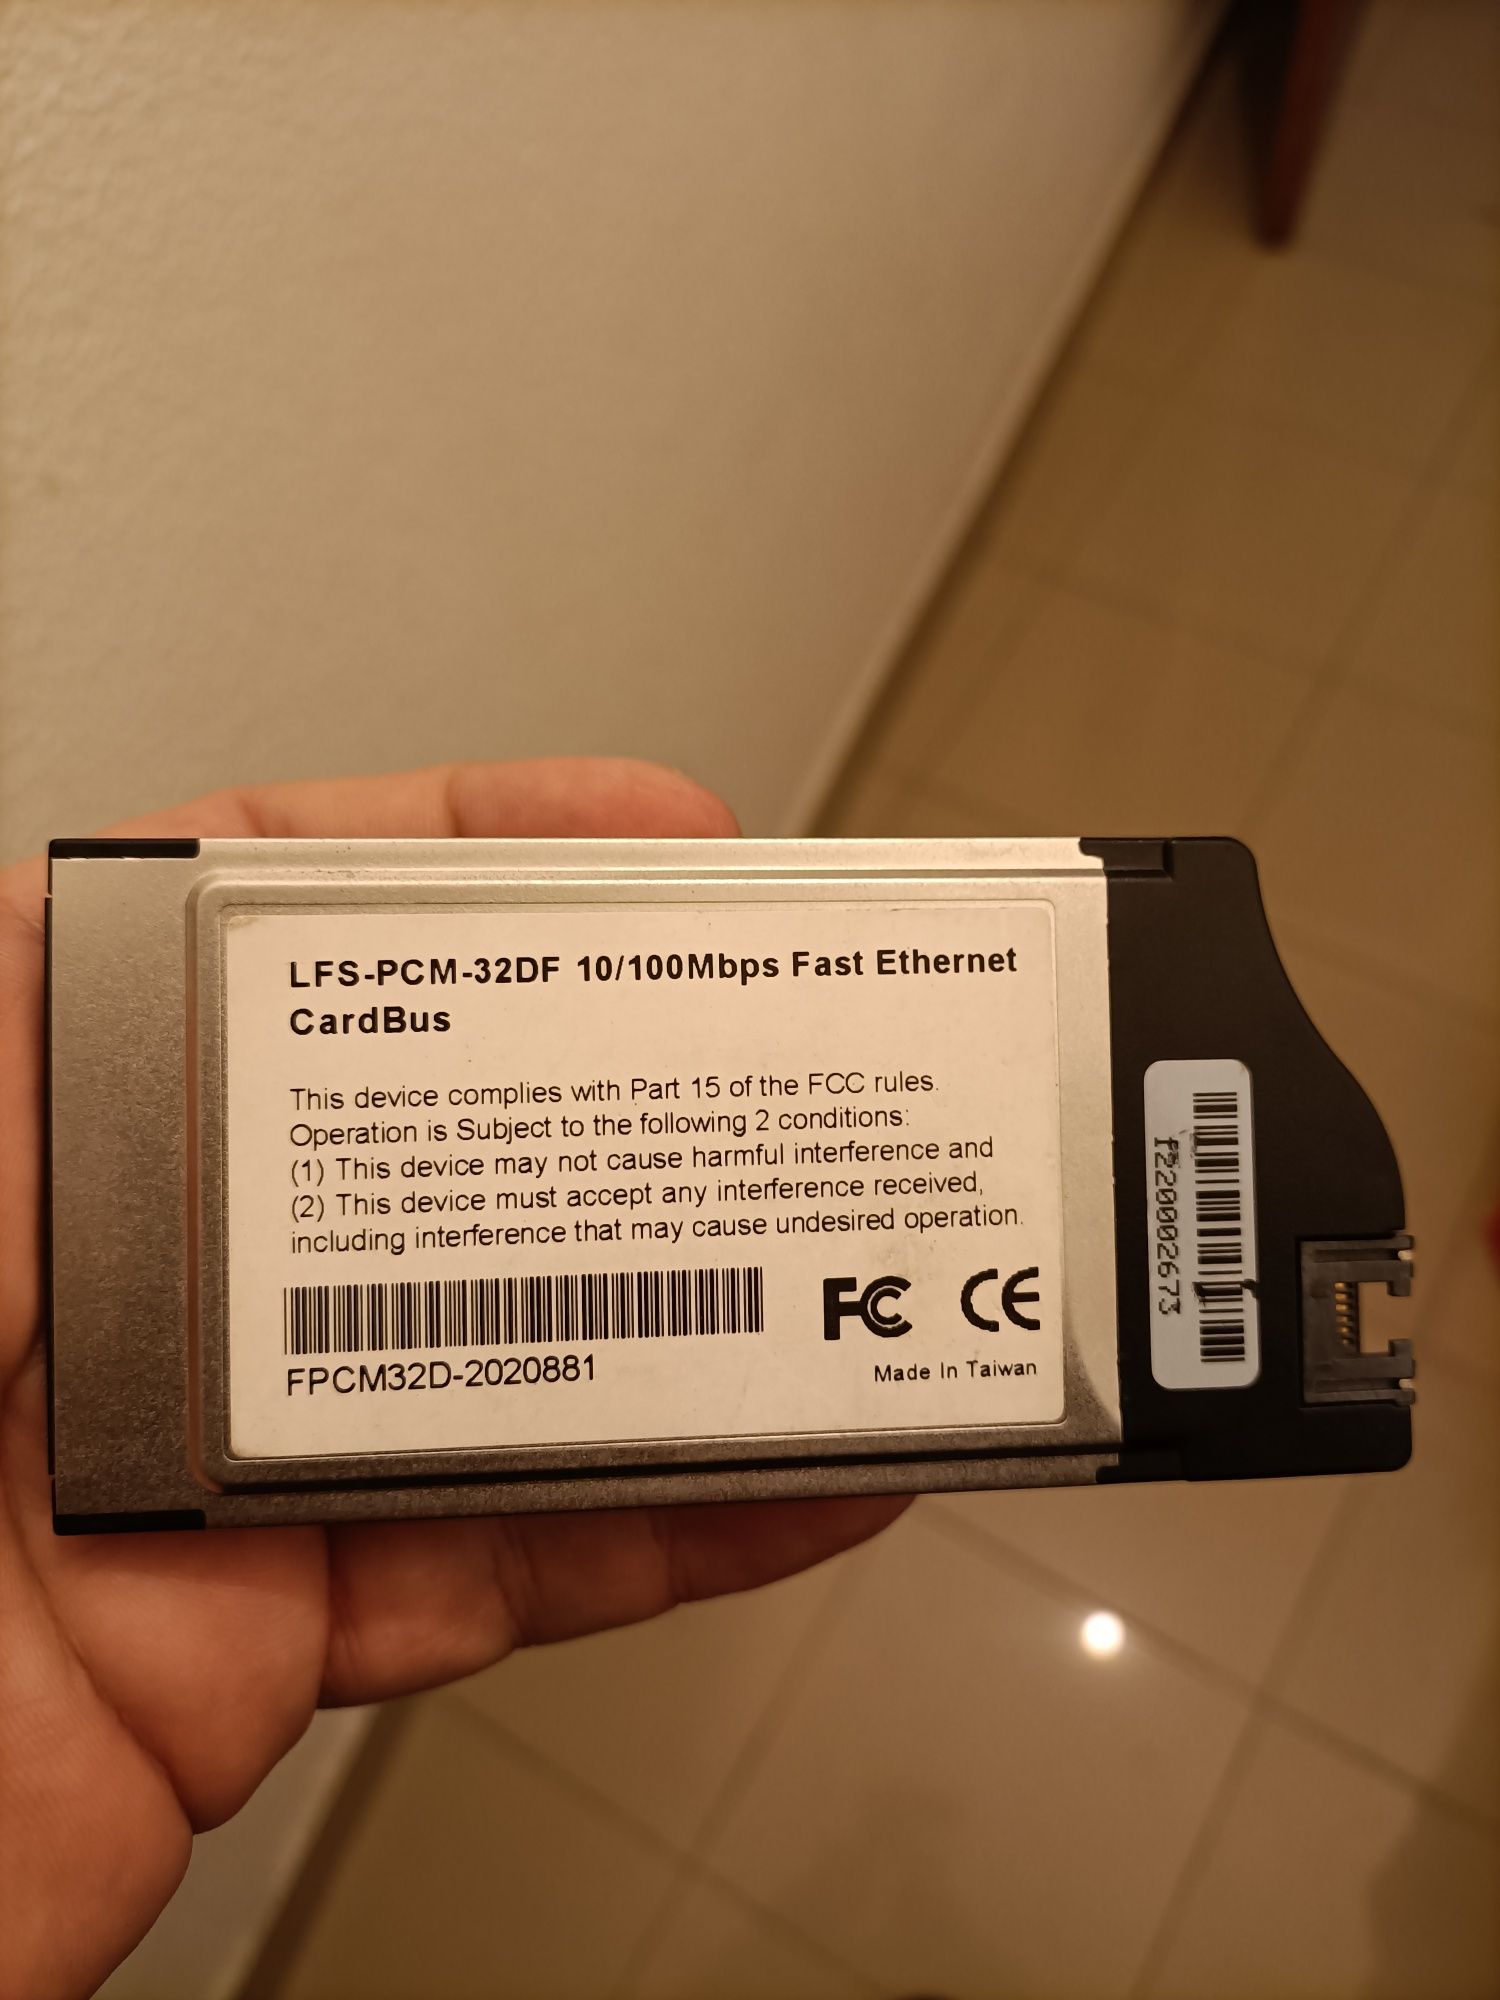 LFS-PCM-32DF 10/100Mbps Fast Ethernet
CardBus
This device complies with Part 15 of the FCC rules.
Operation is Subject to the following 2 conditions:
(1) This device may not cause harmful interference and
(2) This device must accept any interference received,
including interference that may cause undesired operation.
FPCM32D-2020881
FC CE
Made In Taiwan
f220002673